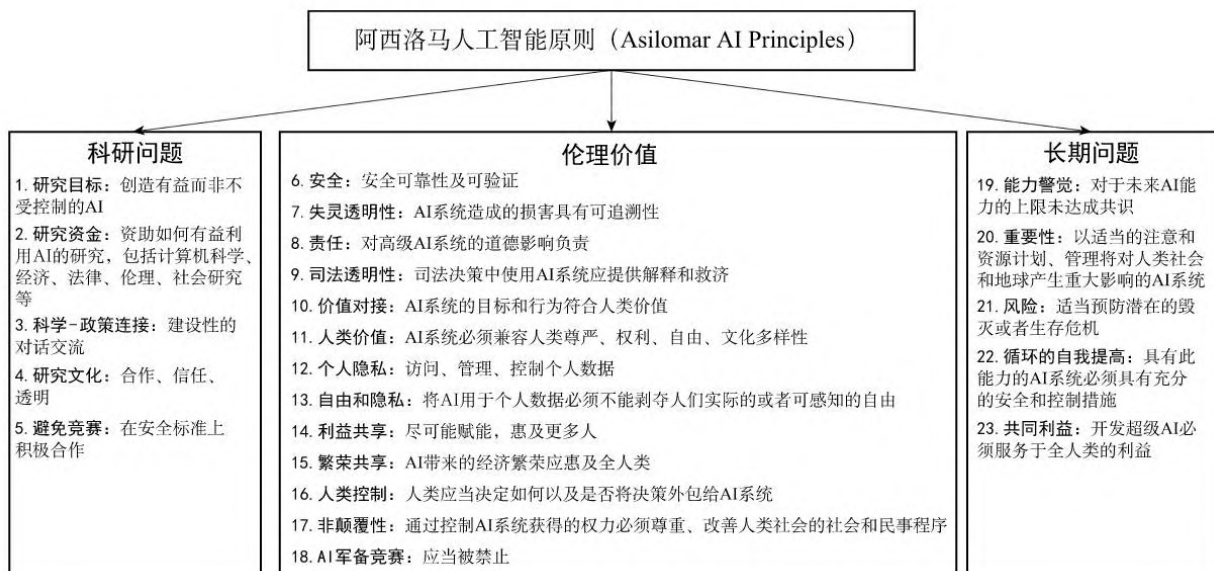 阿西洛马人工智能原则（Asilomar AI Principles）
科研问题
1.研究目标：创造有益而非不
受控制的AI
2.研究资金：资助如何有益利
用AI的研究，包括计算机科学、
经济、法律、伦理、社会研究
等
3.科学-政策连接：建设性的
对话交流
4.研究文化：合作、信任、
透明
5.避免竞赛：在安全标准上
积极合作
伦理价值
6.安全：安全可靠性及可验证
7.失灵透明性：AI系统造成的损害具有可追溯性
8.责任：对高级AI系统的道德影响负责
9.司法透明性：司法决策中使用AI系统应提供解释和救济
10.价值对接：AI系统的目标和行为符合人类价值
11.人类价值：AI系统必须兼容人类尊严、权利、自由、文化多样性
12.个人隐私：访问、管理、控制个人数据
13.自由和隐私：将AI用于个人数据必须不能剥夺人们实际的或者可感知的自由
14.利益共享：尽可能赋能，惠及更多人
15.繁荣共享：AI带来的经济繁荣应惠及全人类
16.人类控制：人类应当决定如何以及是否将决策外包给AI系统
17.非颠覆性：通过控制AI系统获得的权力必须尊重、改善人类社会的社会和民事程序
18.AI军备竞赛：应当被禁止
长期问题
19.能力警觉：对于未来AI能
力的上限未达成共识
20.重要性：以适当的注意和
资源计划、管理将对人类社会
和地球产生重大影响的AI系统
21.风险：适当预防潜在的毁
灭或者生存危机
22.循环的自我提高：具有此
能力的AI系统必须具有充分
的安全和控制措施
23.共同利益：开发超级AI必
须服务于全人类的利益